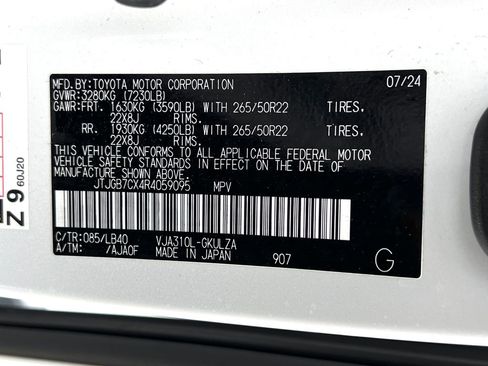 MFD. BY: TOYOTA MOTOR CORPORATION 07/24
GVWR: 3280KG (7230LB)
GAWR: FRT. 1630KG (3590LB) WITH 265/50R22 TIRES.
22X8J RIMS.
RR. 1930KG (4250LB) WITH 265/50R22 TIRES.
22X8J RIMS.
THIS VEHICLE CONFORMS TO ALL APPLICABLE FEDERAL MOTOR
VEHICLE SAFETY STANDARDS IN EFFECT ON THE DATE OF
MANUFACTURE SHOWN ABOVE.
JTJGB7CX4R4059095 MPV
C/TR: 085/LB40 VJA310L-GKULZA
A/TM: /AJA0F MADE IN JAPAN 907 G
Z 9 60J20